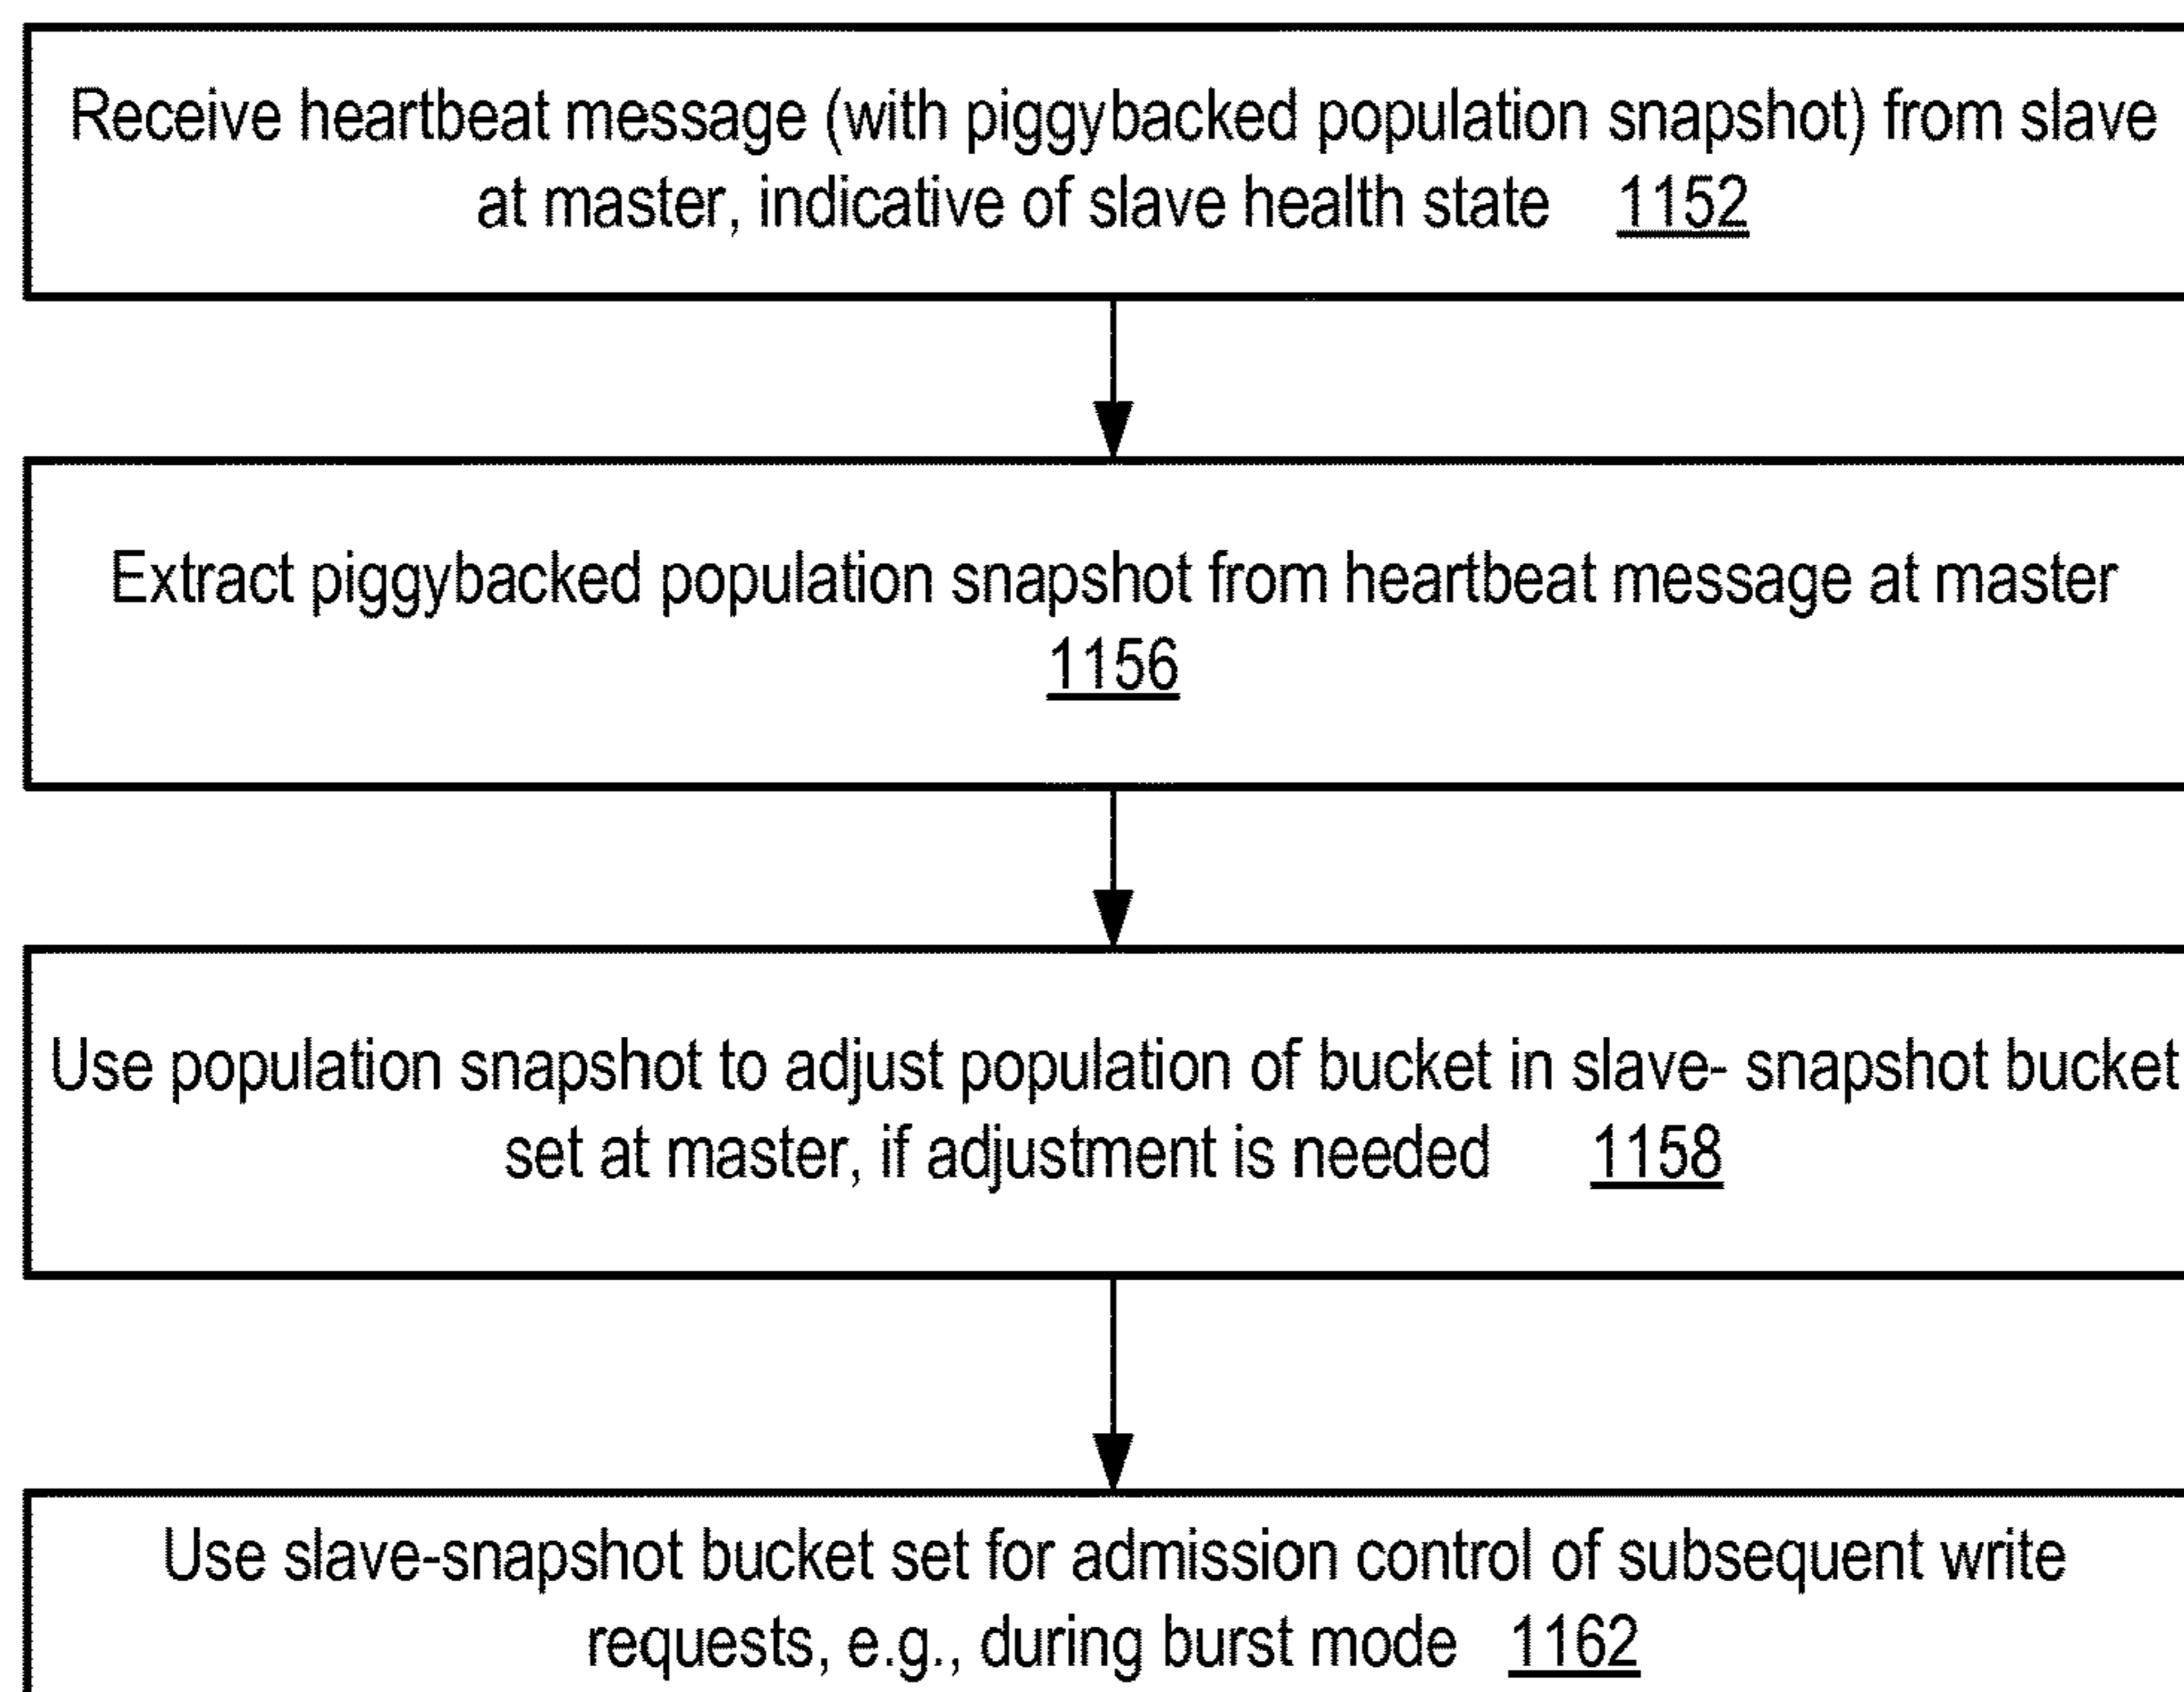 Receive heartbeat message (with piggybacked population snapshot) from slave
at master, indicative of slave health state 1152
Extract piggybacked population snapshot from heartbeat message at master
1156
Use population snapshot to adjust population of bucket in slave- snapshot bucket
set at master, if adjustment is needed 1158
Use slave-snapshot bucket set for admission control of subsequent write
requests, e.g., during burst mode 1162